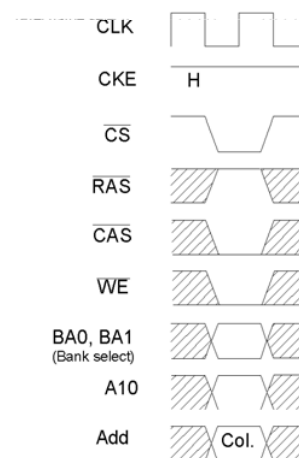 CLK
CKE H
CS
RAS
CAS
WE
BA0, BA1
(Bank select)
A10
Add Col.